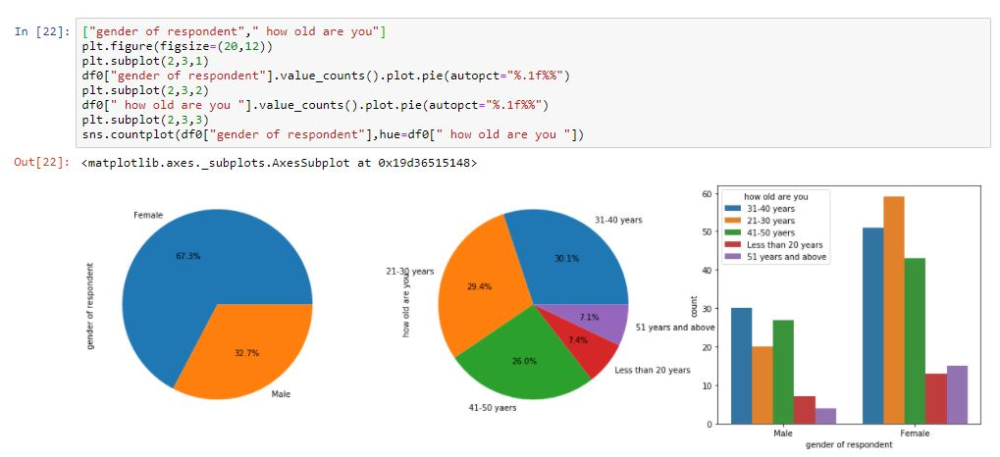 In [22]: ["gender of respondent"," how old are you"]
plt.figure(figsize=(20,12))
plt.subplot(2,3,1)
df0["gender of respondent"].value_counts().plot.pie(autopct="%.1f%%")
plt.subplot(2,3,2)
df0[" how old are you "].value_counts().plot.pie(autopct="%.1f%%")
plt.subplot(2,3,3)
sns.countplot(df0["gender of respondent"],hue=df0[" how old are you "])
Out[22]: <matplotlib.axes._subplots.AxesSubplot at 0x19d36515148>
Female
67.3%
32.7%
Male
gender of respondent
31-40 years
30.1%
21-30 years
29.4%
7.1%
51 years and above
7.4%
26.0%
Less than 20 years
41-50 yaers
how old are you
how old are you
31-40 years
21-30 years
41-50 yaers
Less than 20 years
51 years and above
60
50
40
30
20
10
0
count
Male
Female
gender of respondent